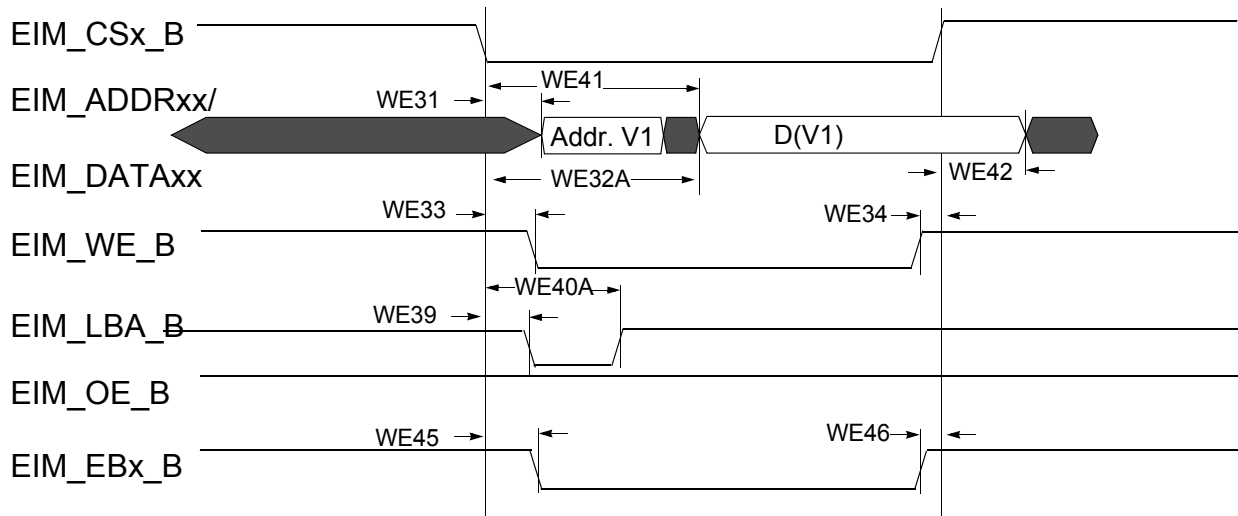 EIM_CSx_B
WE41
EIM_ADDRxx/
WE31
Addr. V1
D(V1)
EIM_DATAxx
WE32A
WE42
WE33
WE34
EIM_WE_B
WE40A
WE39
EIM_LBA_B
EIM_OE_B
WE45
WE46
EIM_EBx_B